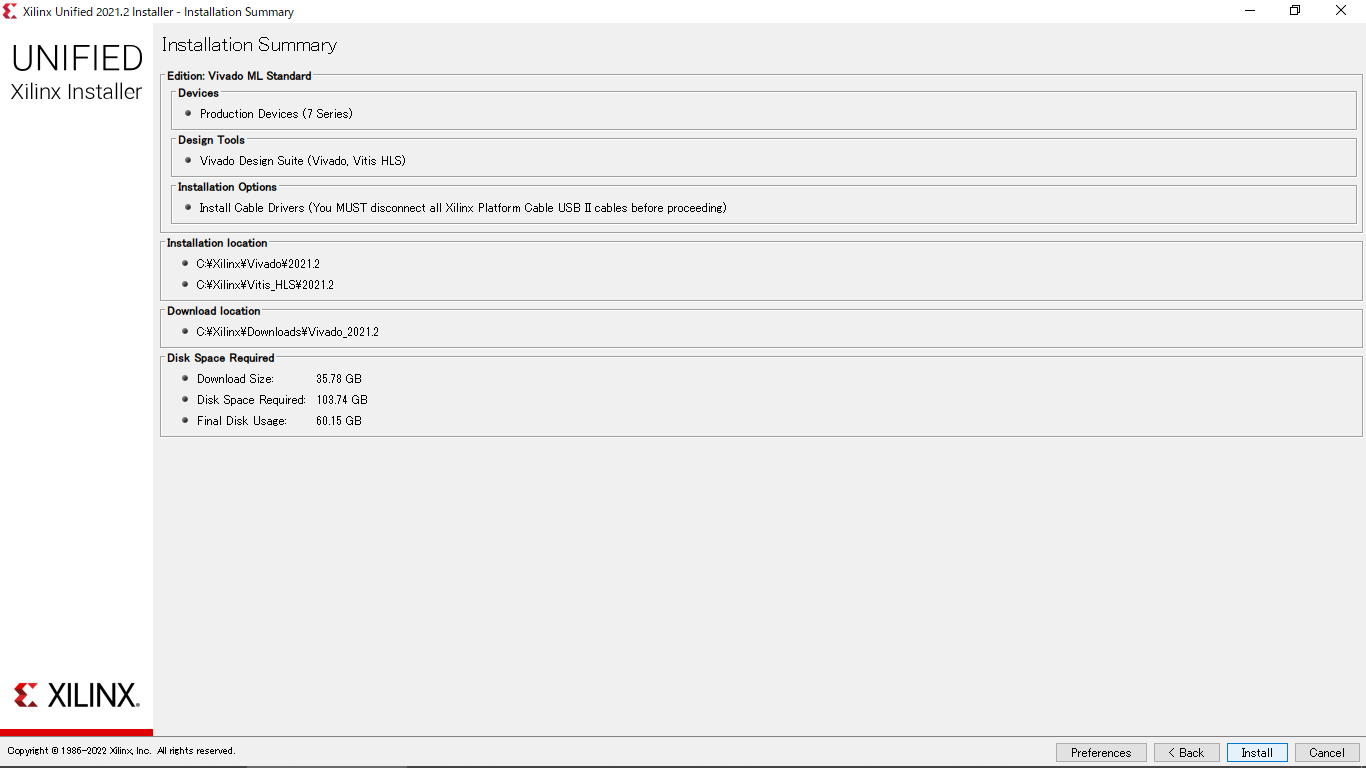 Xilinx Unified 2021.2 Installer - Installation Summary
UNIFIED
Xilinx Installer
Installation Summary
Edition: Vivado ML Standard
Devices
Production Devices (7 Series)
Design Tools
Vivado Design Suite (Vivado, Vitis HLS)
Installation Options
Install Cable Drivers (You MUST disconnect all Xilinx Platform Cable USB II cables before proceeding)
Installation location
C:¥Xilinx¥Vivado¥2021.2
C:¥Xilinx¥Vitis_HLS¥2021.2
Download location
C:¥Xilinx¥Downloads¥Vivado_2021.2
Disk Space Required
Download Size: 35.78 GB
Disk Space Required: 103.74 GB
Final Disk Usage: 60.15 GB
XILINX.
Copyright © 1986-2022 Xilinx, Inc. All rights reserved.
Preferences < Back Install Cancel